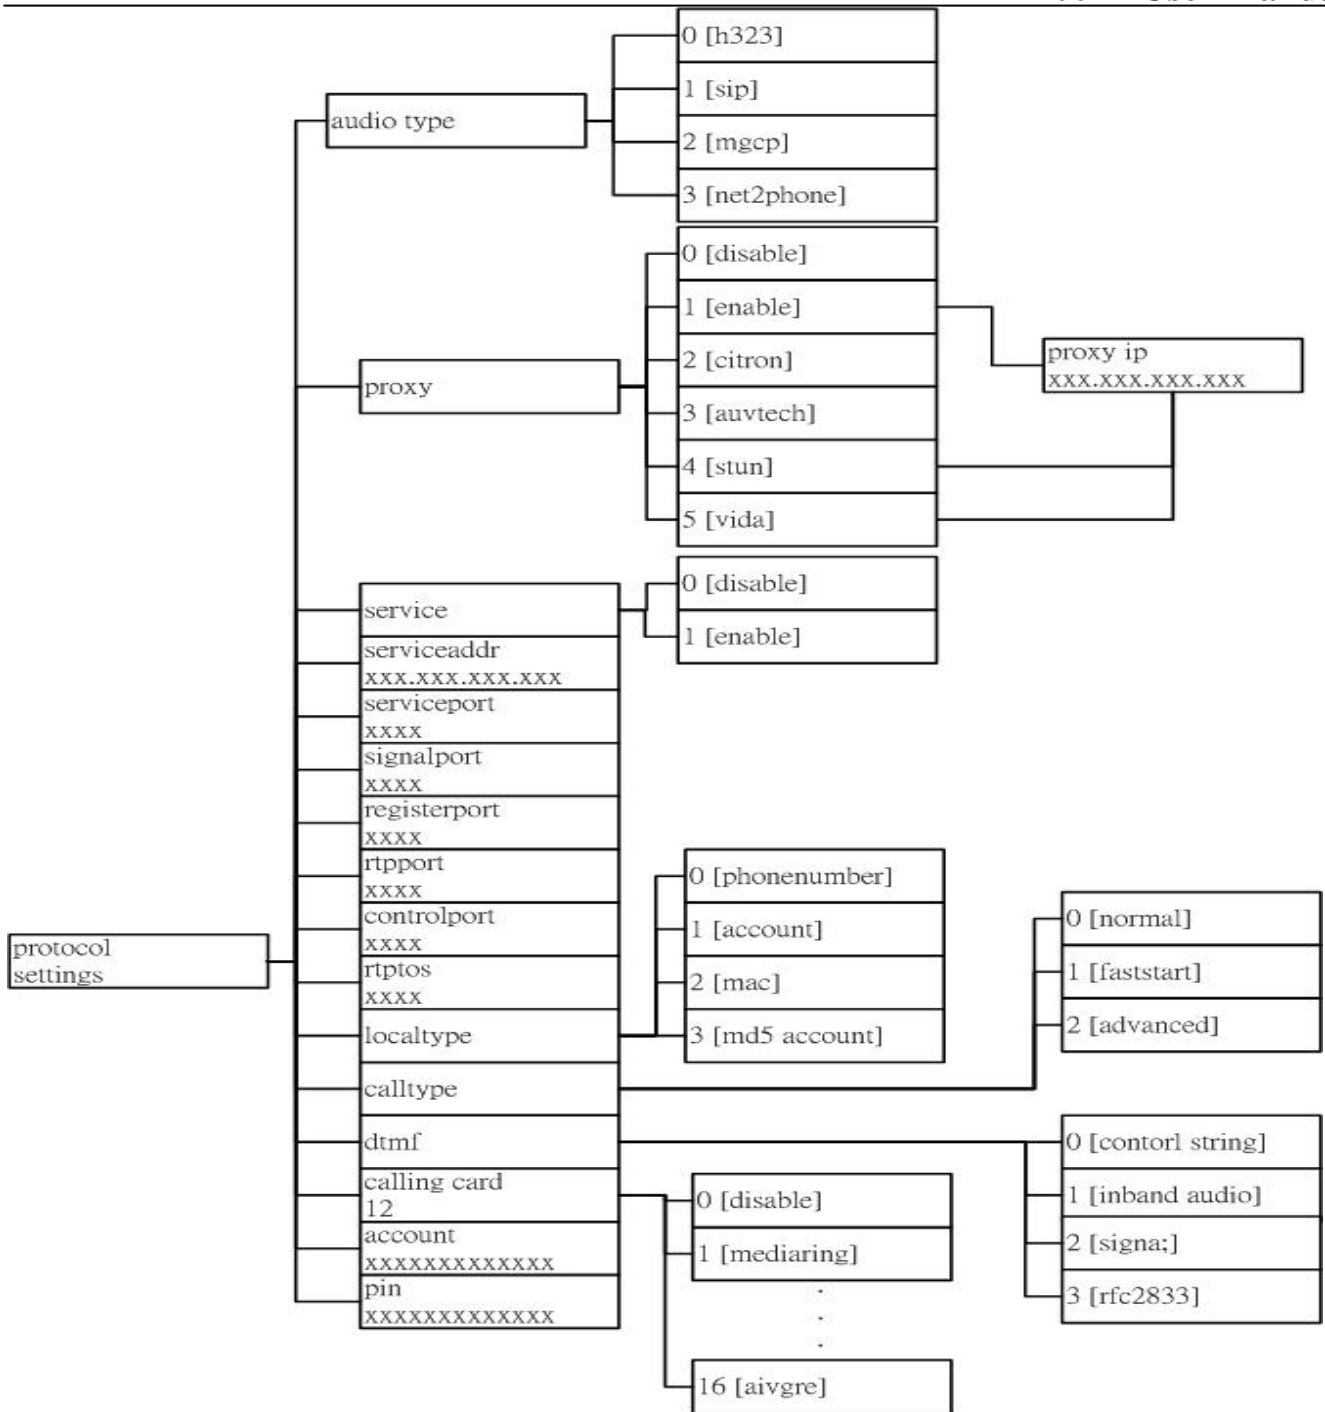 0 [h323]
1 [sip]
audio type
2 [mgcp]
3 [net2phone]
0 [disable]
1 [enable]
proxy ip
xxx.xxx.xxx.xxx
2 [citron]
proxy
3 [auvtech]
4 [stun]
5 [vida]
0 [disable]
service
1 [enable]
serviceaddr
xxx.xxx.xxx.xxx
serviceport
xxxx
signalport
xxxx
registerport
xxxx
rtpport
xxxx
controlport
xxxx
rtptos
xxxx
localtype
calltype
dtmf
calling card
12
account
xxxxxxxxxxxxx
pin
xxxxxxxxxxxxx
protocol
settings
0 [phonenumber]
1 [account]
2 [mac]
3 [md5 account]
0 [normal]
1 [faststart]
2 [advanced]
0 [contorl string]
1 [inband audio]
2 [signa;]
3 [rfc2833]
0 [disable]
1 [mediaring]
.
.
.
16 [aivgre]